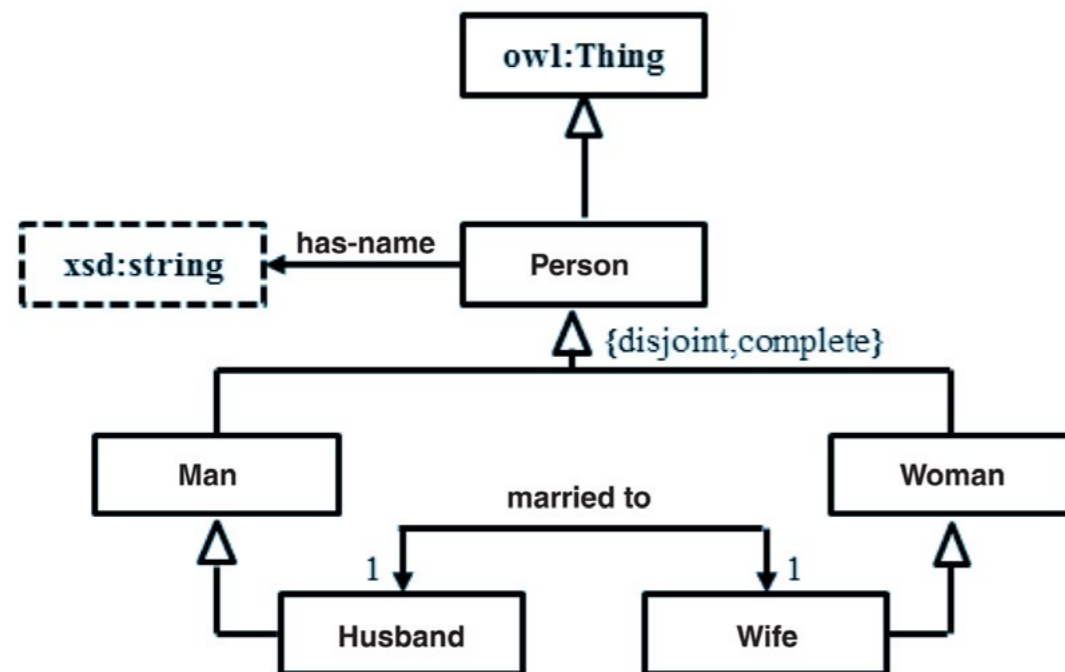 owl:Thing
has-name
xsd:string
Person
{disjoint,complete}
Man
Woman
married to
1
1
Husband
Wife